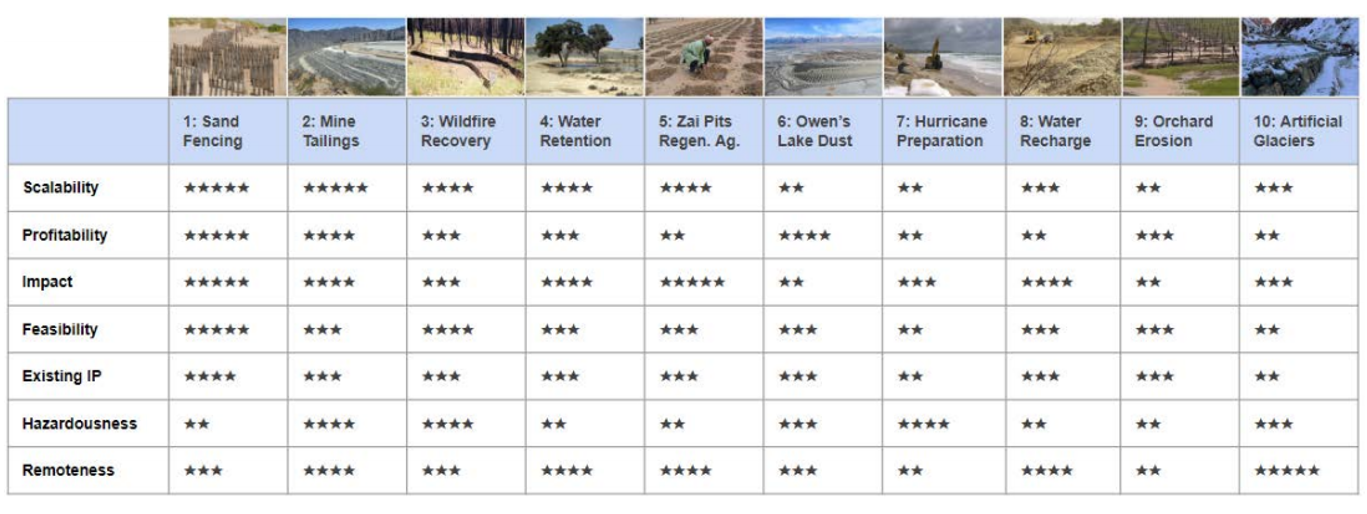 1: Sand Fencing 2: Mine Tailings 3: Wildfire Recovery 4: Water Retention 5: Zai Pits Regen. Ag. 6: Owen's Lake Dust 7: Hurricane Preparation 8: Water Recharge 9: Orchard Erosion 10: Artificial Glaciers
Scalability ★★★★★ ★★★★★ ★★★★ ★★★★ ★★★★ ★★ ★★ ★★★ ★★ ★★★
Profitability ★★★★★ ★★★★ ★★★ ★★★ ★★ ★★★★ ★★ ★★ ★★★ ★★
Impact ★★★★★ ★★★★ ★★★ ★★★★ ★★★★★ ★★ ★★★ ★★★★ ★★ ★★★
Feasibility ★★★★★ ★★★ ★★★★ ★★★ ★★★ ★★★ ★★ ★★★ ★★★ ★★
Existing IP ★★★★ ★★★ ★★★ ★★★ ★★★ ★★★ ★★ ★★★ ★★★ ★★
Hazardousness ★★ ★★★★ ★★★★ ★★ ★★ ★★★ ★★★★ ★★ ★★ ★★★
Remoteness ★★★ ★★★★ ★★★ ★★★★ ★★★★ ★★★ ★★ ★★★★ ★★ ★★★★★